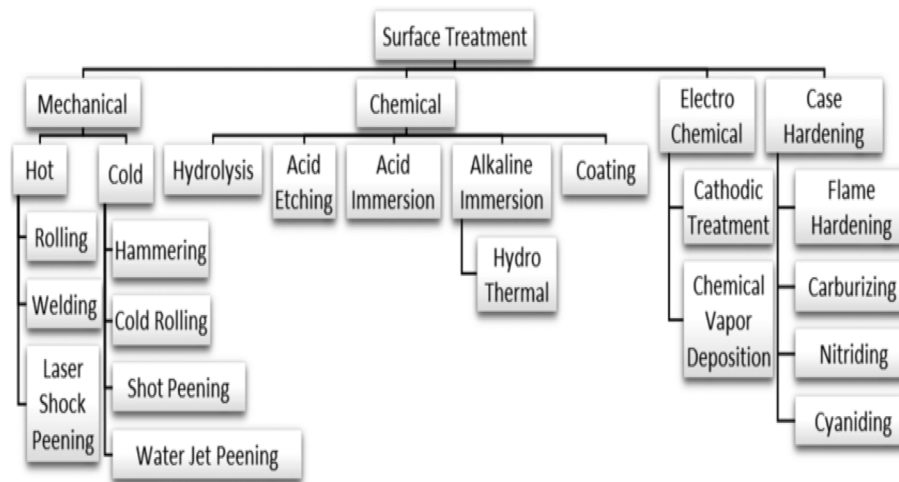 Surface Treatment
Mechanical
Chemical
Electro
Chemical
Case
Hardening
Hot
Cold
Hydrolysis
Acid
Etching
Acid
Immersion
Alkaline
Immersion
Coating
Rolling
Welding
Laser
Shock
Peening
Hammering
Cold Rolling
Shot Peening
Water Jet Peening
Hydro
Thermal
Cathodic
Treatment
Chemical
Vapor
Deposition
Flame
Hardening
Carburizing
Nitriding
Cyaniding